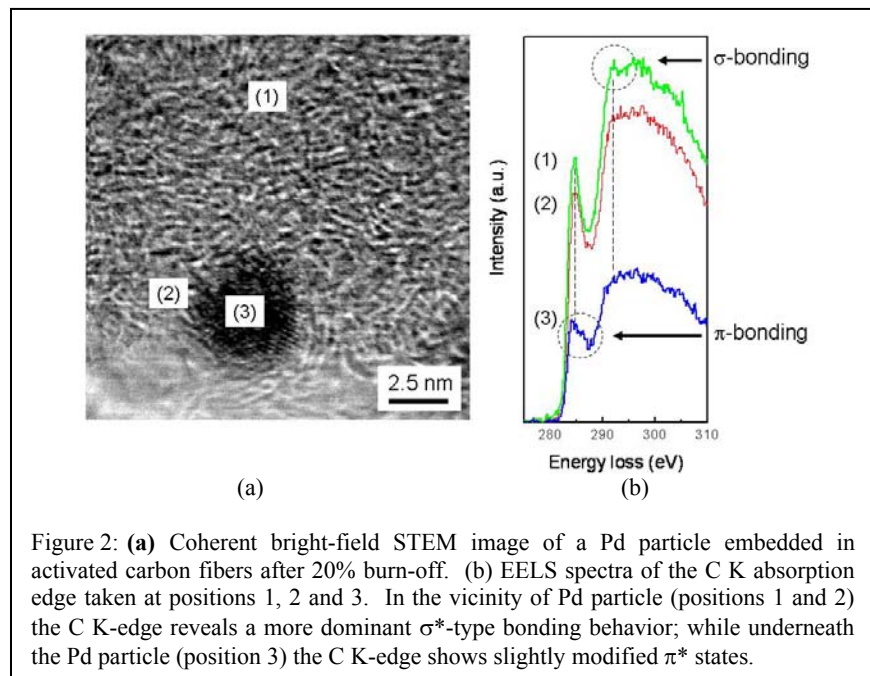 (1)
(2)
(3)
2.5 nm
(a)
Intensity (a.u.)
(1)
(2)
(3)
σ-bonding
π-bonding
280 290 300 310
Energy loss (eV)
(b)
Figure 2: (a) Coherent bright-field STEM image of a Pd particle embedded in
activated carbon fibers after 20% burn-off. (b) EELS spectra of the C K absorption
edge taken at positions 1, 2 and 3. In the vicinity of Pd particle (positions 1 and 2)
the C K-edge reveals a more dominant σ*-type bonding behavior; while underneath
the Pd particle (position 3) the C K-edge shows slightly modified π* states.